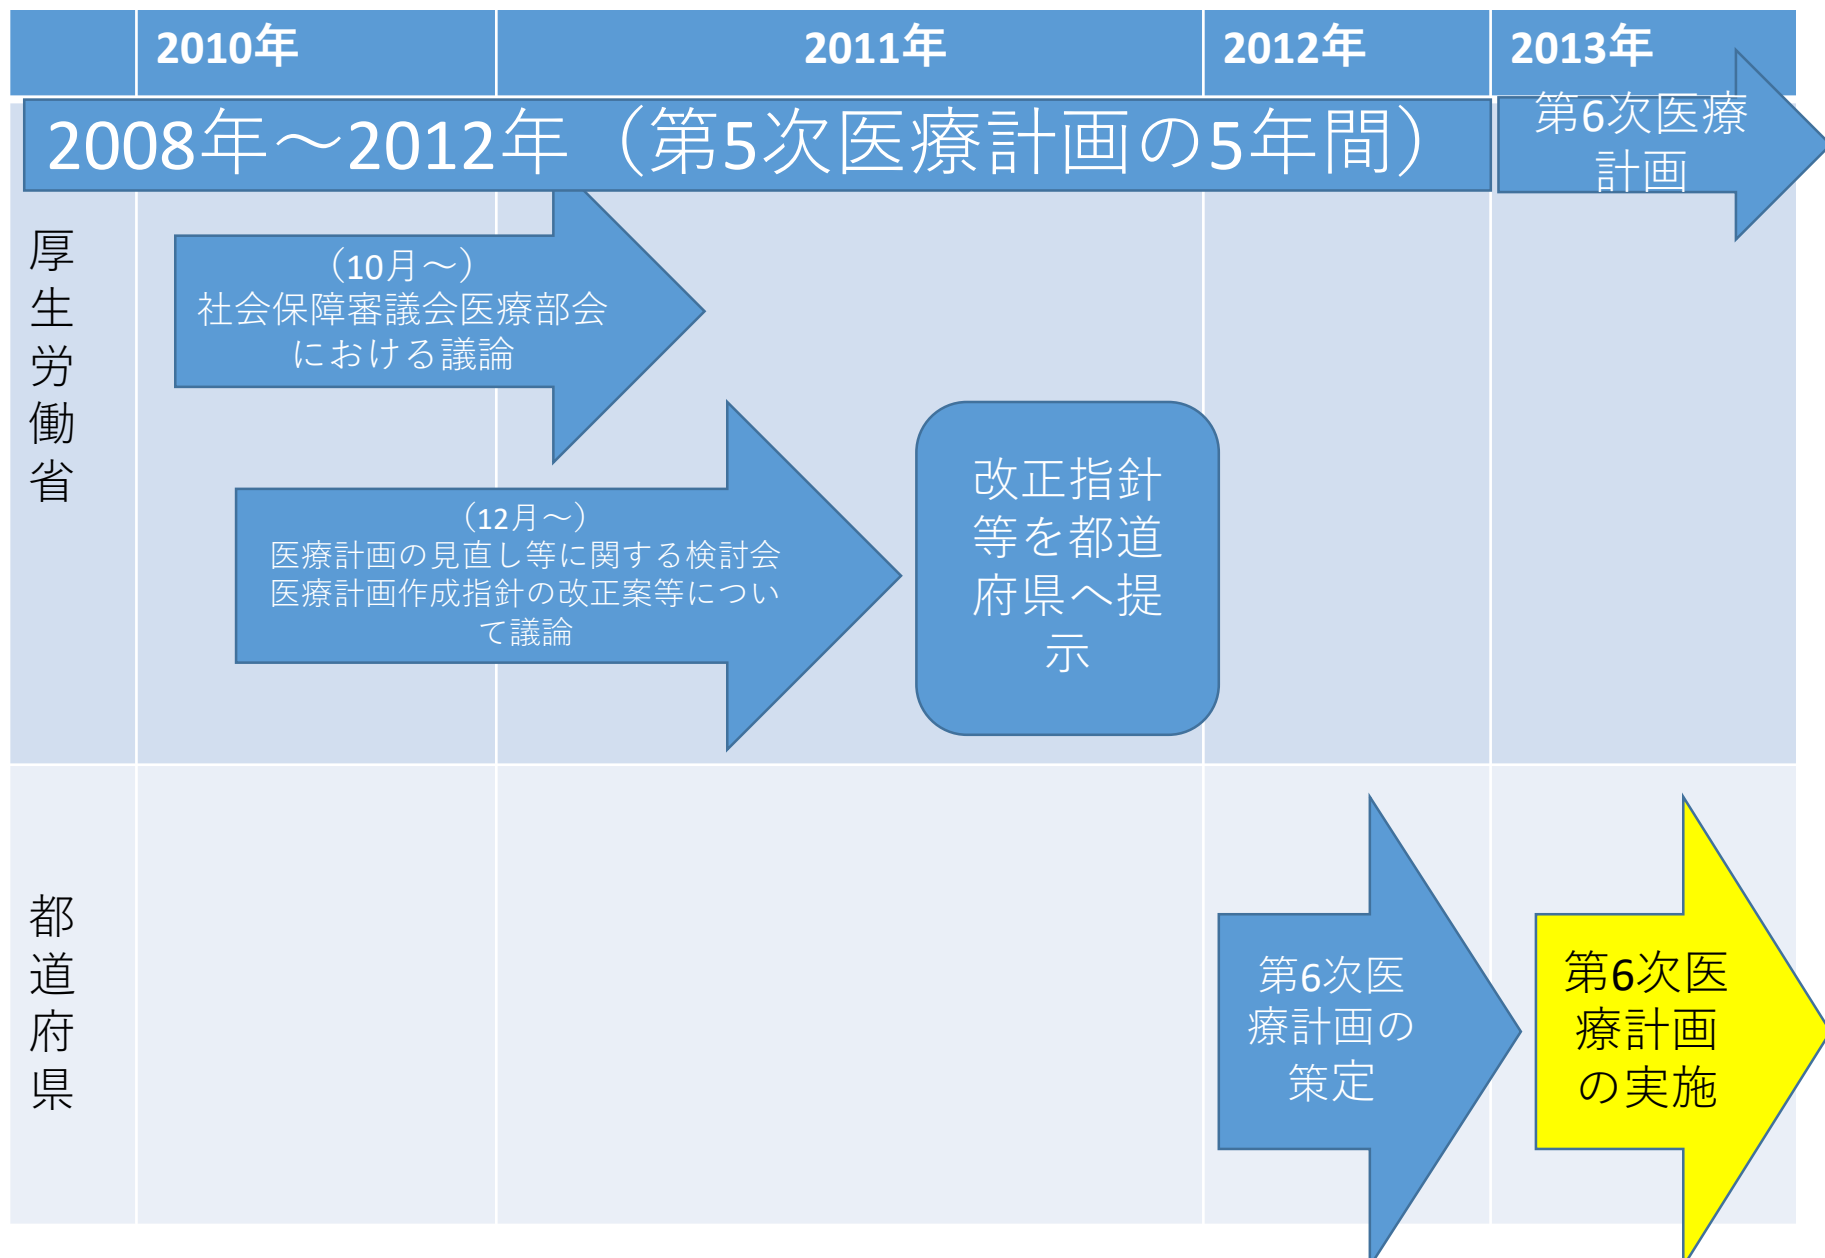 2010年
2011年
2012年
2013年
2008年～2012年（第5次医療計画の5年間）
第6次医療
計画
厚
生
労
働
省
（10月～）
社会保障審議会医療部会
における議論
（12月～）
医療計画の見直し等に関する検討会
医療計画作成指針の改正案等につい
て議論
改正指針
等を都道
府県へ提
示
都
道
府
県
第6次医
療計画の
策定
第6次医
療計画
の実施